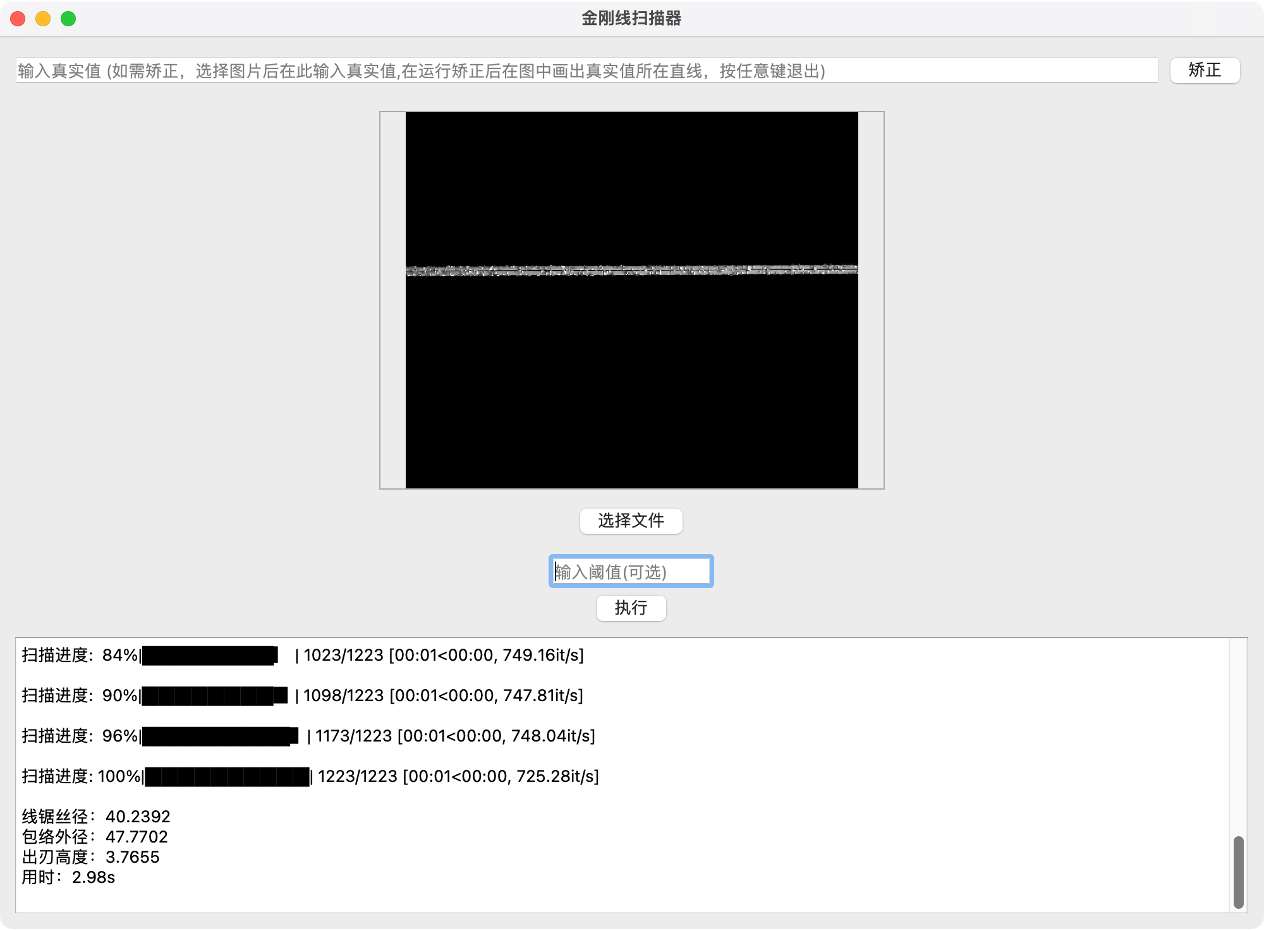 金刚线扫描器
输入真实值 (如需矫正，选择图片后在此输入真实值,在运行矫正后在图中画出真实值所在直线，按任意键退出)
矫正
选择文件
输入阈值(可选)
执行
扫描进度: 84%|█████████████ | 1023/1223 [00:01<00:00, 749.16it/s]
扫描进度: 90%|██████████████ | 1098/1223 [00:01<00:00, 747.81it/s]
扫描进度: 96%|███████████████ | 1173/1223 [00:01<00:00, 748.04it/s]
扫描进度: 100%|████████████████| 1223/1223 [00:01<00:00, 725.28it/s]
线锯丝径：40.2392
包络外径：47.7702
出刃高度：3.7655
用时：2.98s